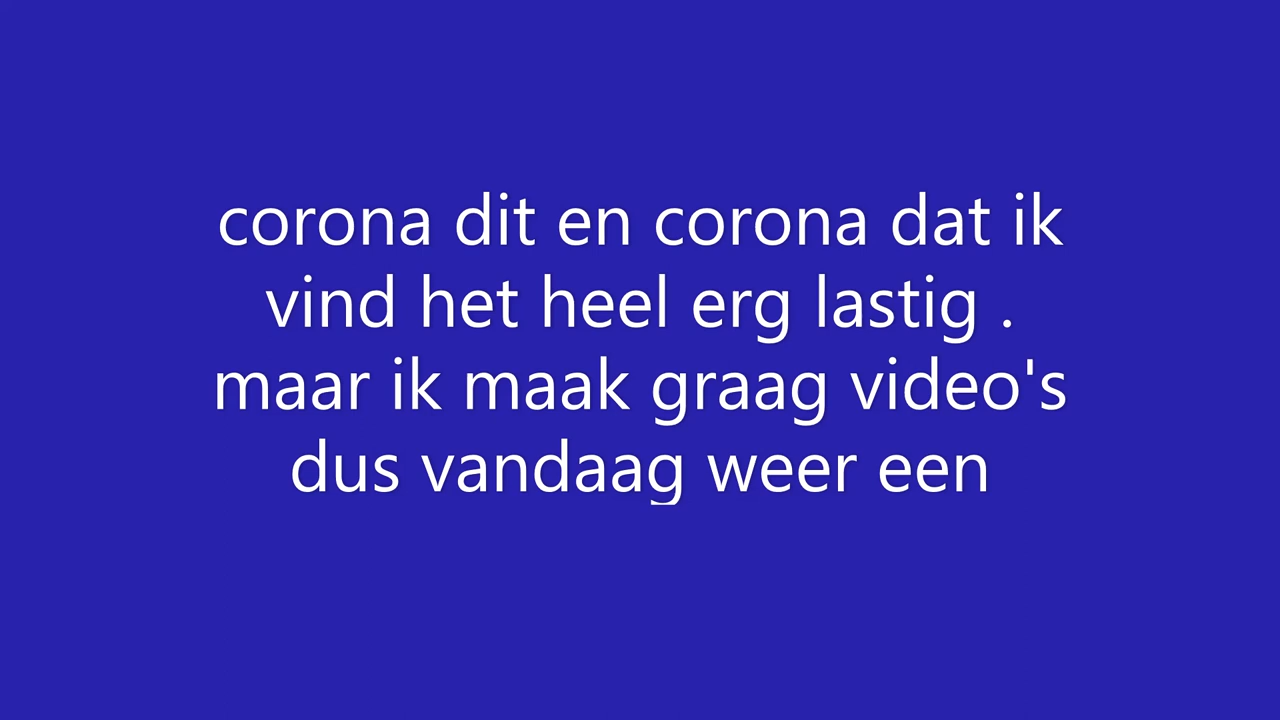 corona dit en corona dat ik
vind het heel erg lastig .
maar ik maak graag video's
dus vandaag weer een